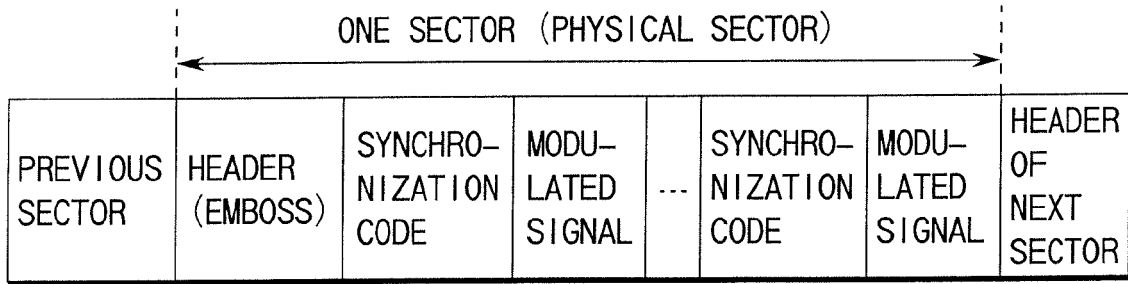 ONE SECTOR (PHYSICAL SECTOR)
PREVIOUS
SECTOR
HEADER
(EMBOSS)
SYNCHRO-
NIZATION
CODE
MODU-
LATED
SIGNAL
...
SYNCHRO-
NIZATION
CODE
MODU-
LATED
SIGNAL
HEADER
OF
NEXT
SECTOR